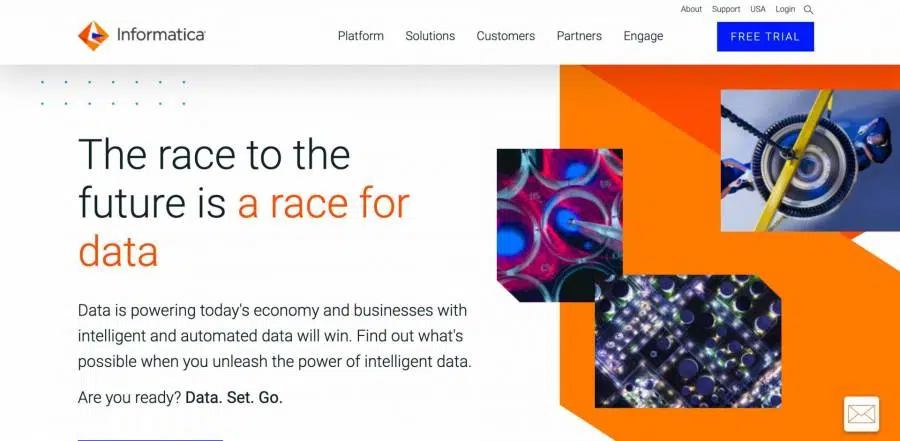 About Support USA Login
Informatica
Platform Solutions Customers Partners Engage
FREE TRIAL
The race to the
future is a race for
data
Data is powering today's economy and businesses with
intelligent and automated data will win. Find out what's
possible when you unleash the power of intelligent data.
Are you ready? Data. Set. Go.